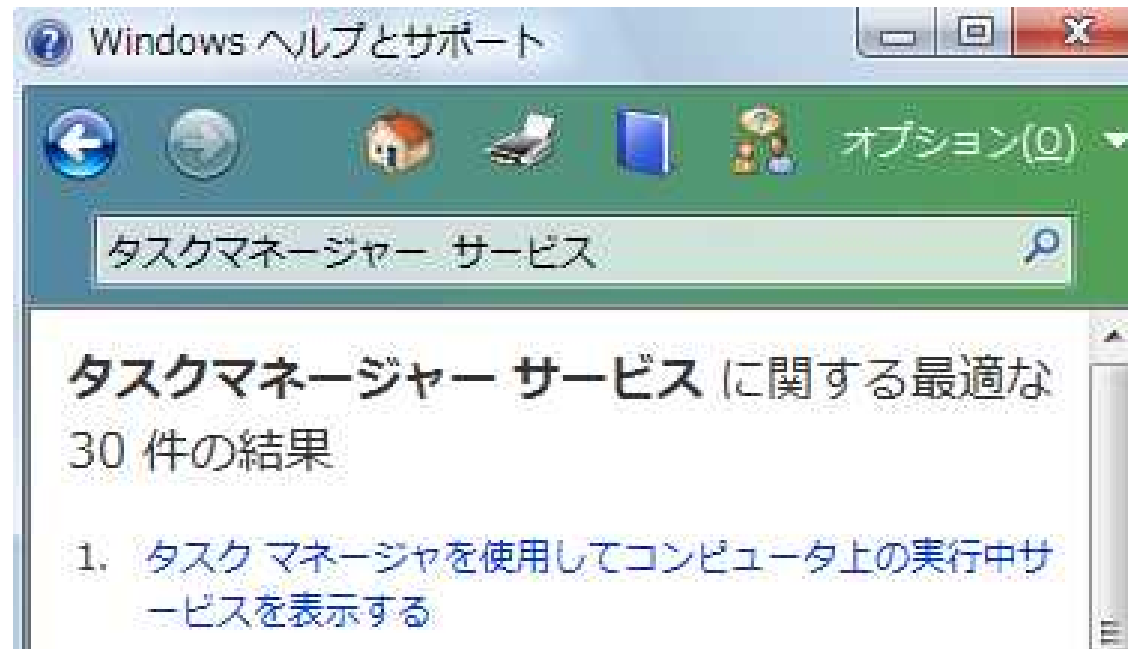 Windows ヘルプとサポート
オプション(O)
タスクマネージャー サービス
タスクマネージャー サービス に関する最適な
30 件の結果
1. タスク マネージャを使用してコンピュータ上の実行中サ
ービスを表示する